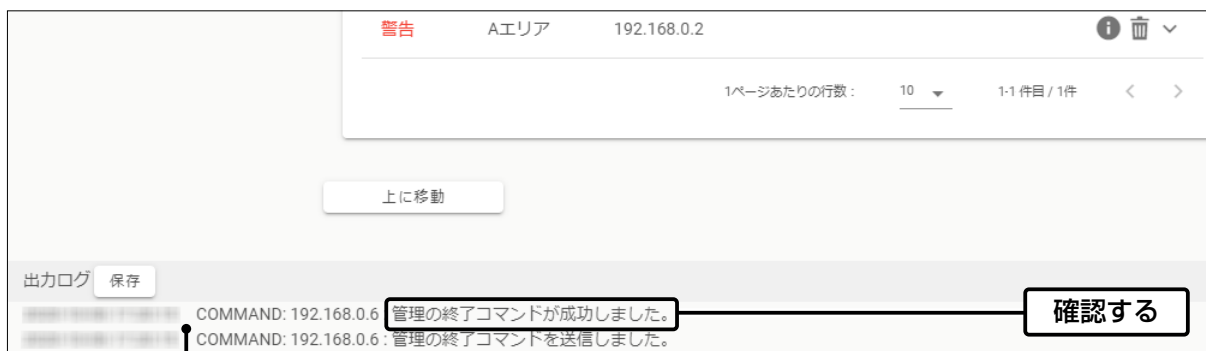 警告 Aエリア 192.168.0.2
1ページあたりの行数： 10 1-1 件目 / 1件
上に移動
出力ログ 保存
COMMAND: 192.168.0.6 管理の終了コマンドが成功しました。 確認する
COMMAND: 192.168.0.6 : 管理の終了コマンドを送信しました。